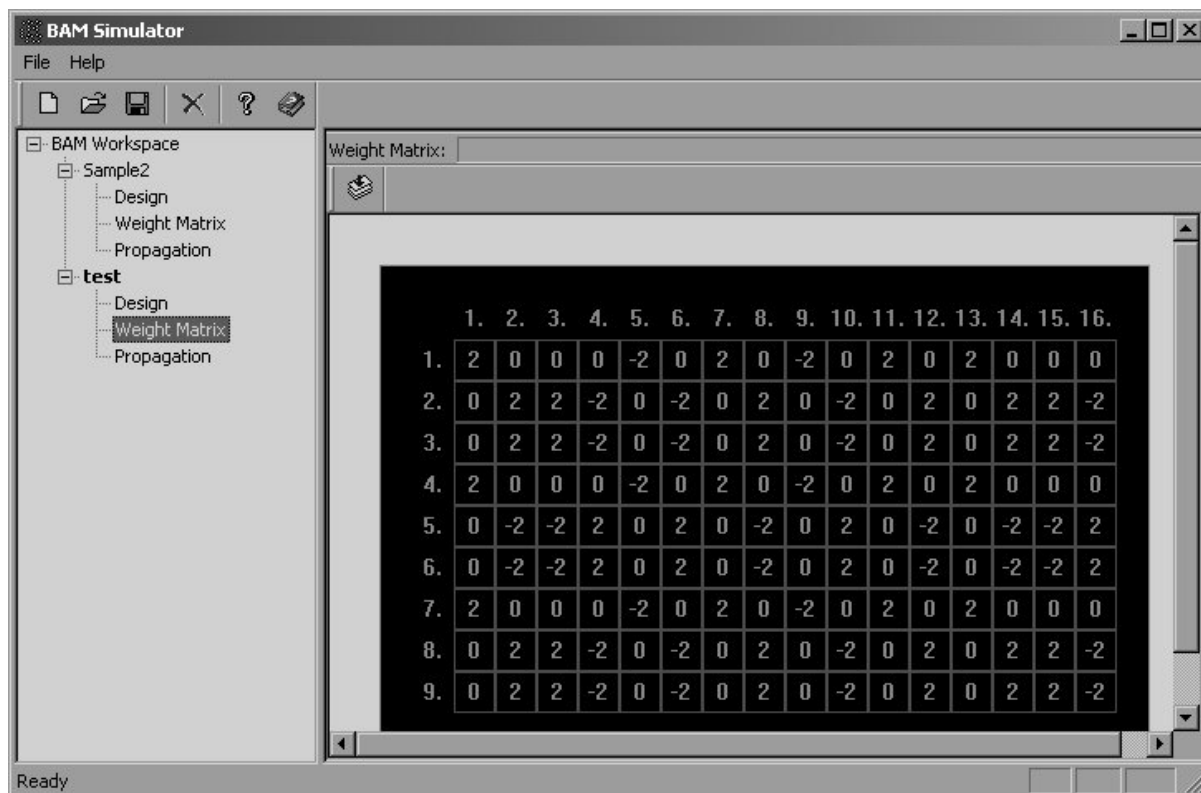 BAM Simulator
File Help
BAM Workspace
Sample2
Design
Weight Matrix
Propagation
test
Design
Weight Matrix
Propagation
Weight Matrix:
1. 2. 3. 4. 5. 6. 7. 8. 9. 10. 11. 12. 13. 14. 15. 16.
1. 2 0 0 0 -2 0 2 0 -2 0 2 0 2 0 0 0
2. 0 2 2 -2 0 -2 0 2 0 -2 0 2 0 2 2 -2
3. 0 2 2 -2 0 -2 0 2 0 -2 0 2 0 2 2 -2
4. 2 0 0 0 -2 0 2 0 -2 0 2 0 2 0 0 0
5. 0 -2 -2 2 0 2 0 -2 0 2 0 -2 0 -2 -2 2
6. 0 -2 -2 2 0 2 0 -2 0 2 0 -2 0 -2 -2 2
7. 2 0 0 0 -2 0 2 0 -2 0 2 0 2 0 0 0
8. 0 2 2 -2 0 -2 0 2 0 -2 0 2 0 2 2 -2
9. 0 2 2 -2 0 -2 0 2 0 -2 0 2 0 2 2 -2
Ready